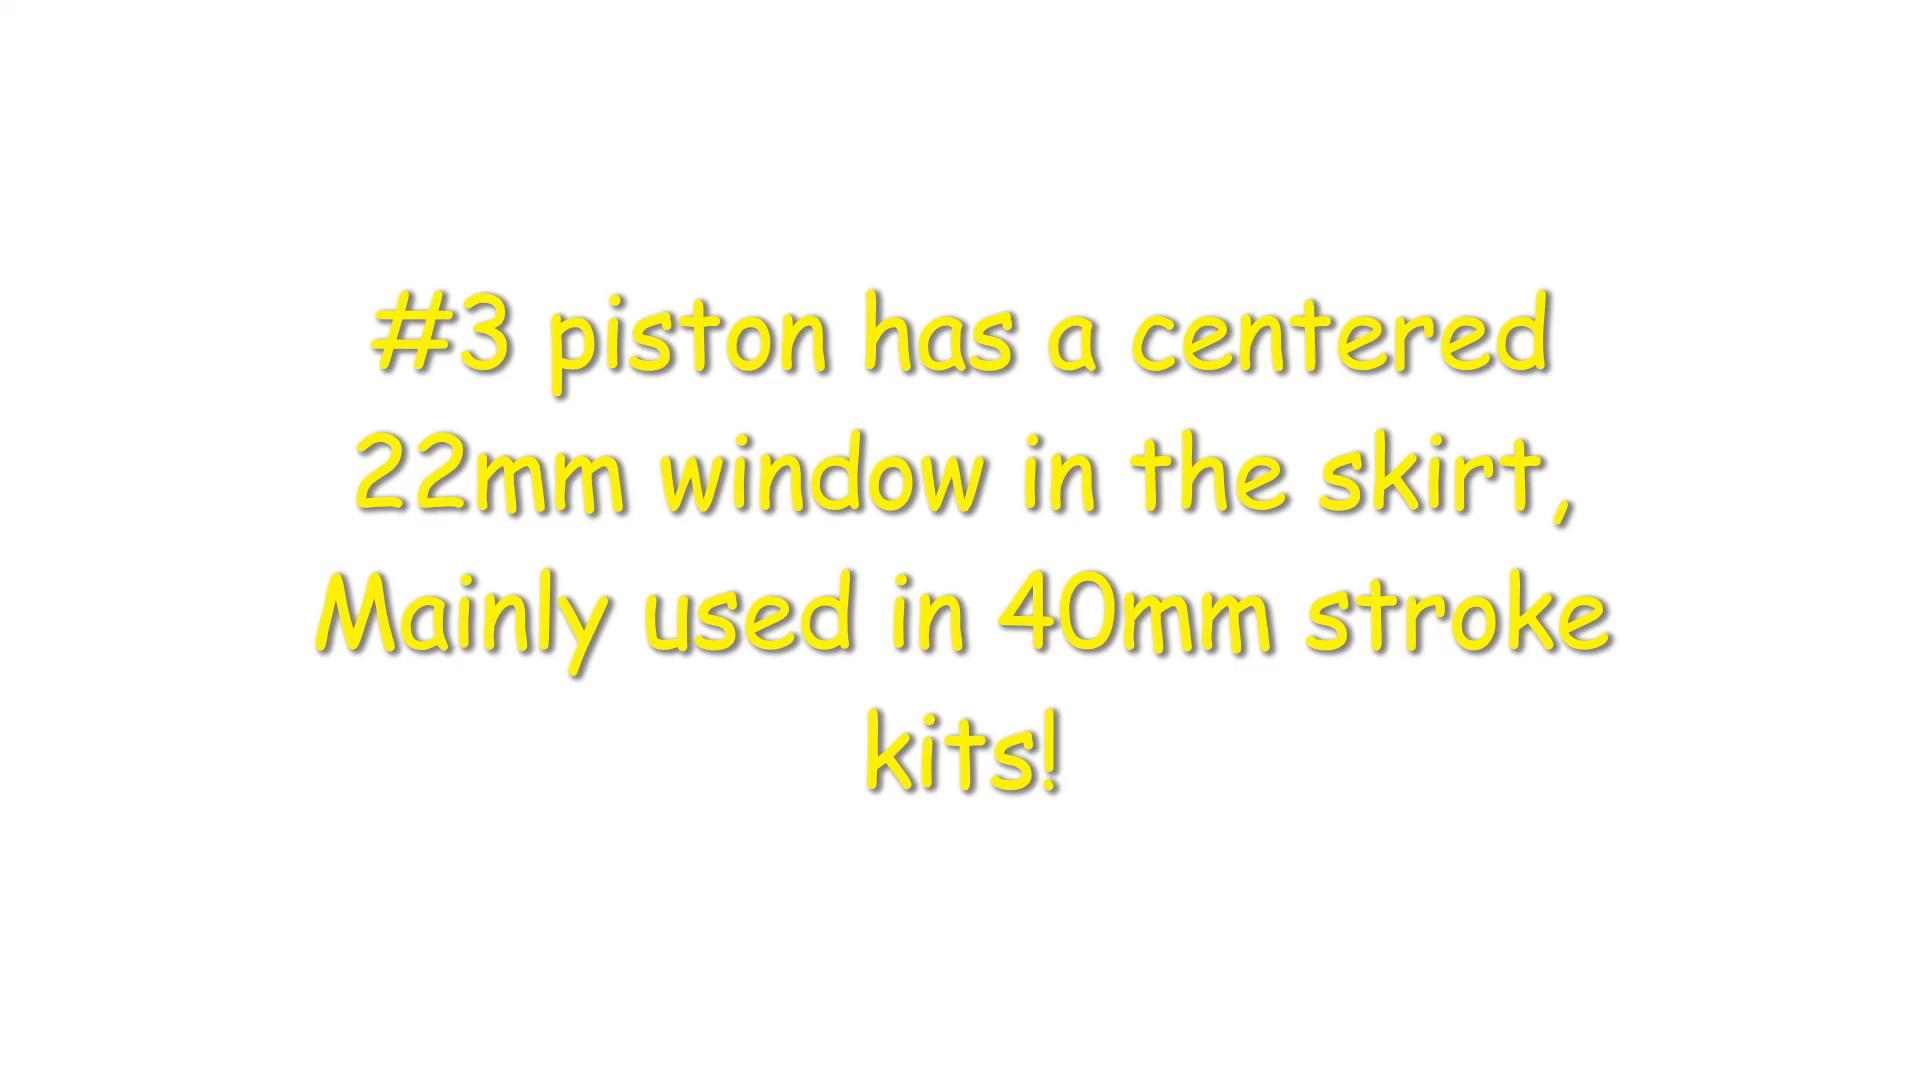 #3 piston has a centered
22mm window in the skirt,
Mainly used in 40mm stroke
kits!